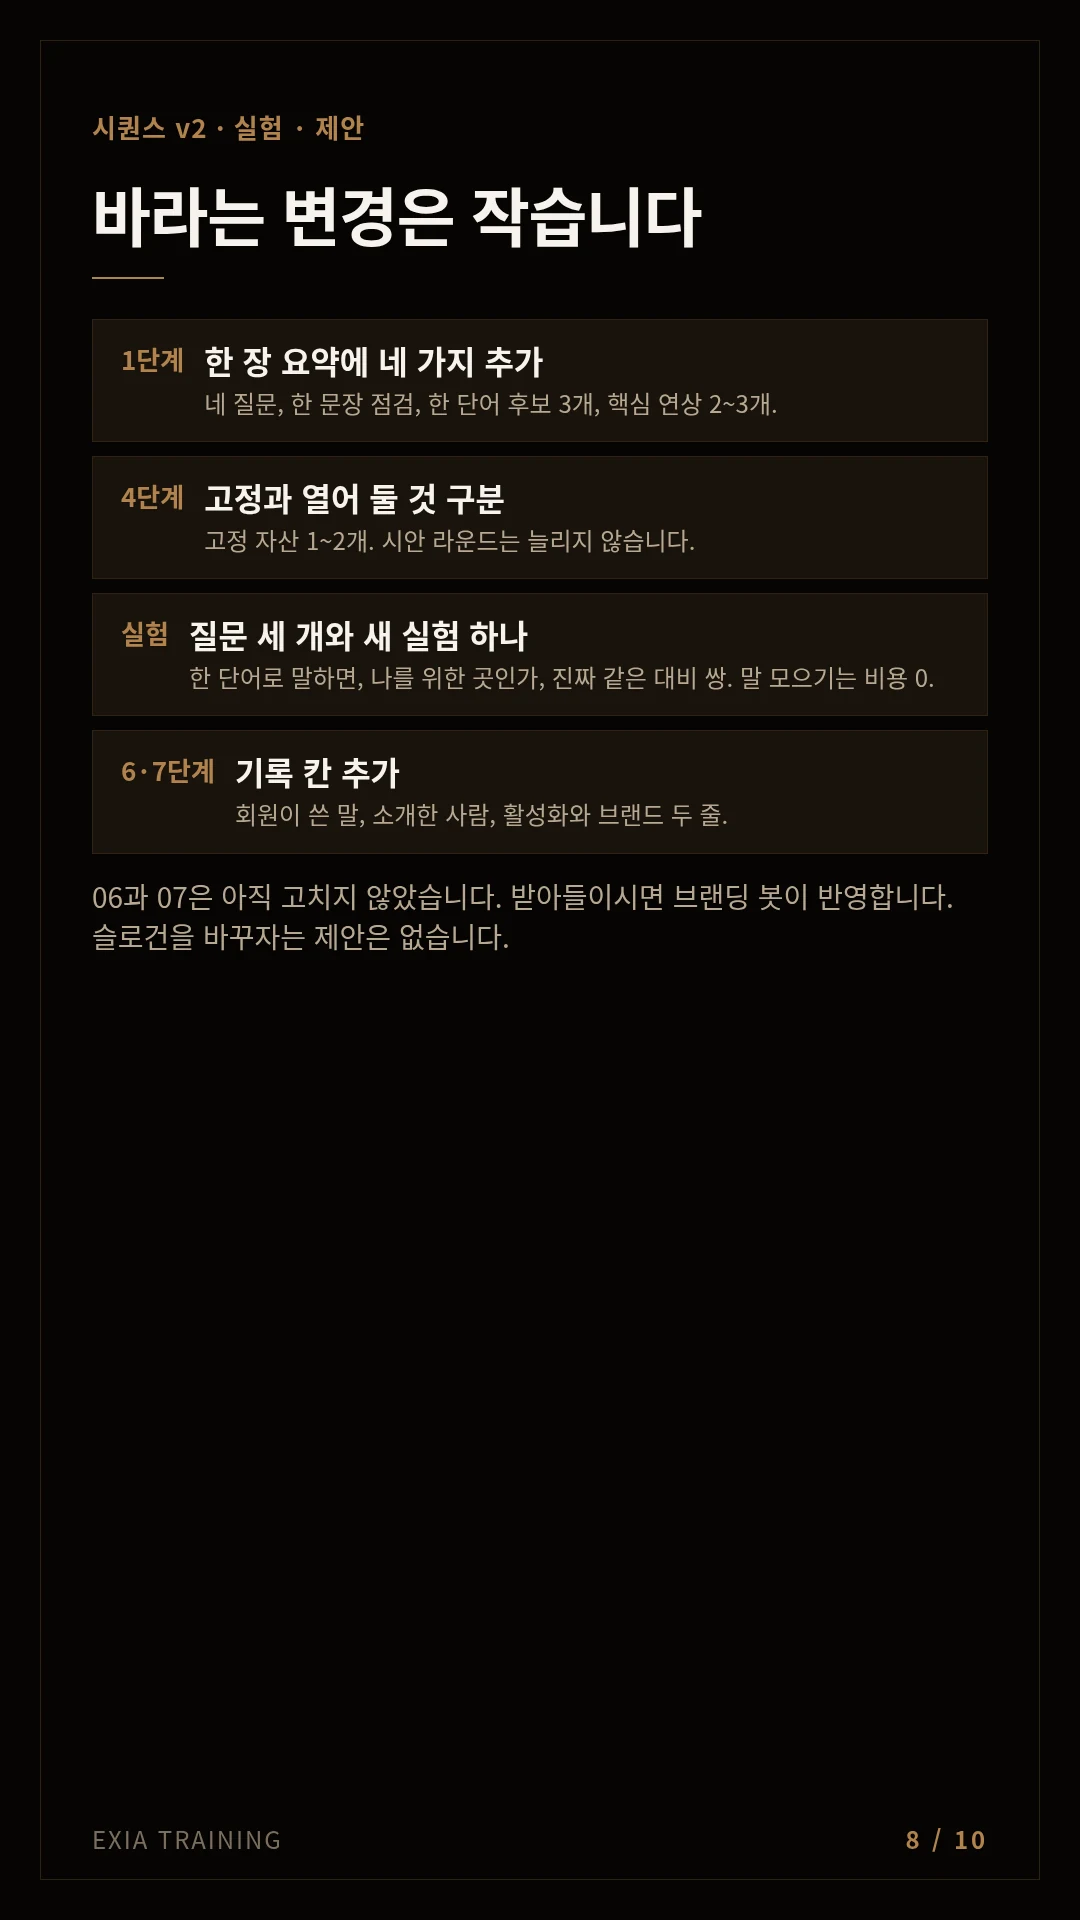 시퀀스 v2 · 실험 · 제안
바라는 변경은 작습니다
1단계 한 장 요약에 네 가지 추가
네 질문, 한 문장 점검, 한 단어 후보 3개, 핵심 연상 2~3개.
4단계 고정과 열어 둘 것 구분
고정 자산 1~2개. 시안 라운드는 늘리지 않습니다.
실험 질문 세 개와 새 실험 하나
한 단어로 말하면, 나를 위한 곳인가, 진짜 같은 대비 쌍. 말 모으기는 비용 0.
6·7단계 기록 칸 추가
회원이 쓴 말, 소개한 사람, 활성화와 브랜드 두 줄.
06과 07은 아직 고치지 않았습니다. 받아들이시면 브랜딩 봇이 반영합니다.
슬로건을 바꾸자는 제안은 없습니다.
EXIA TRAINING
8 / 10